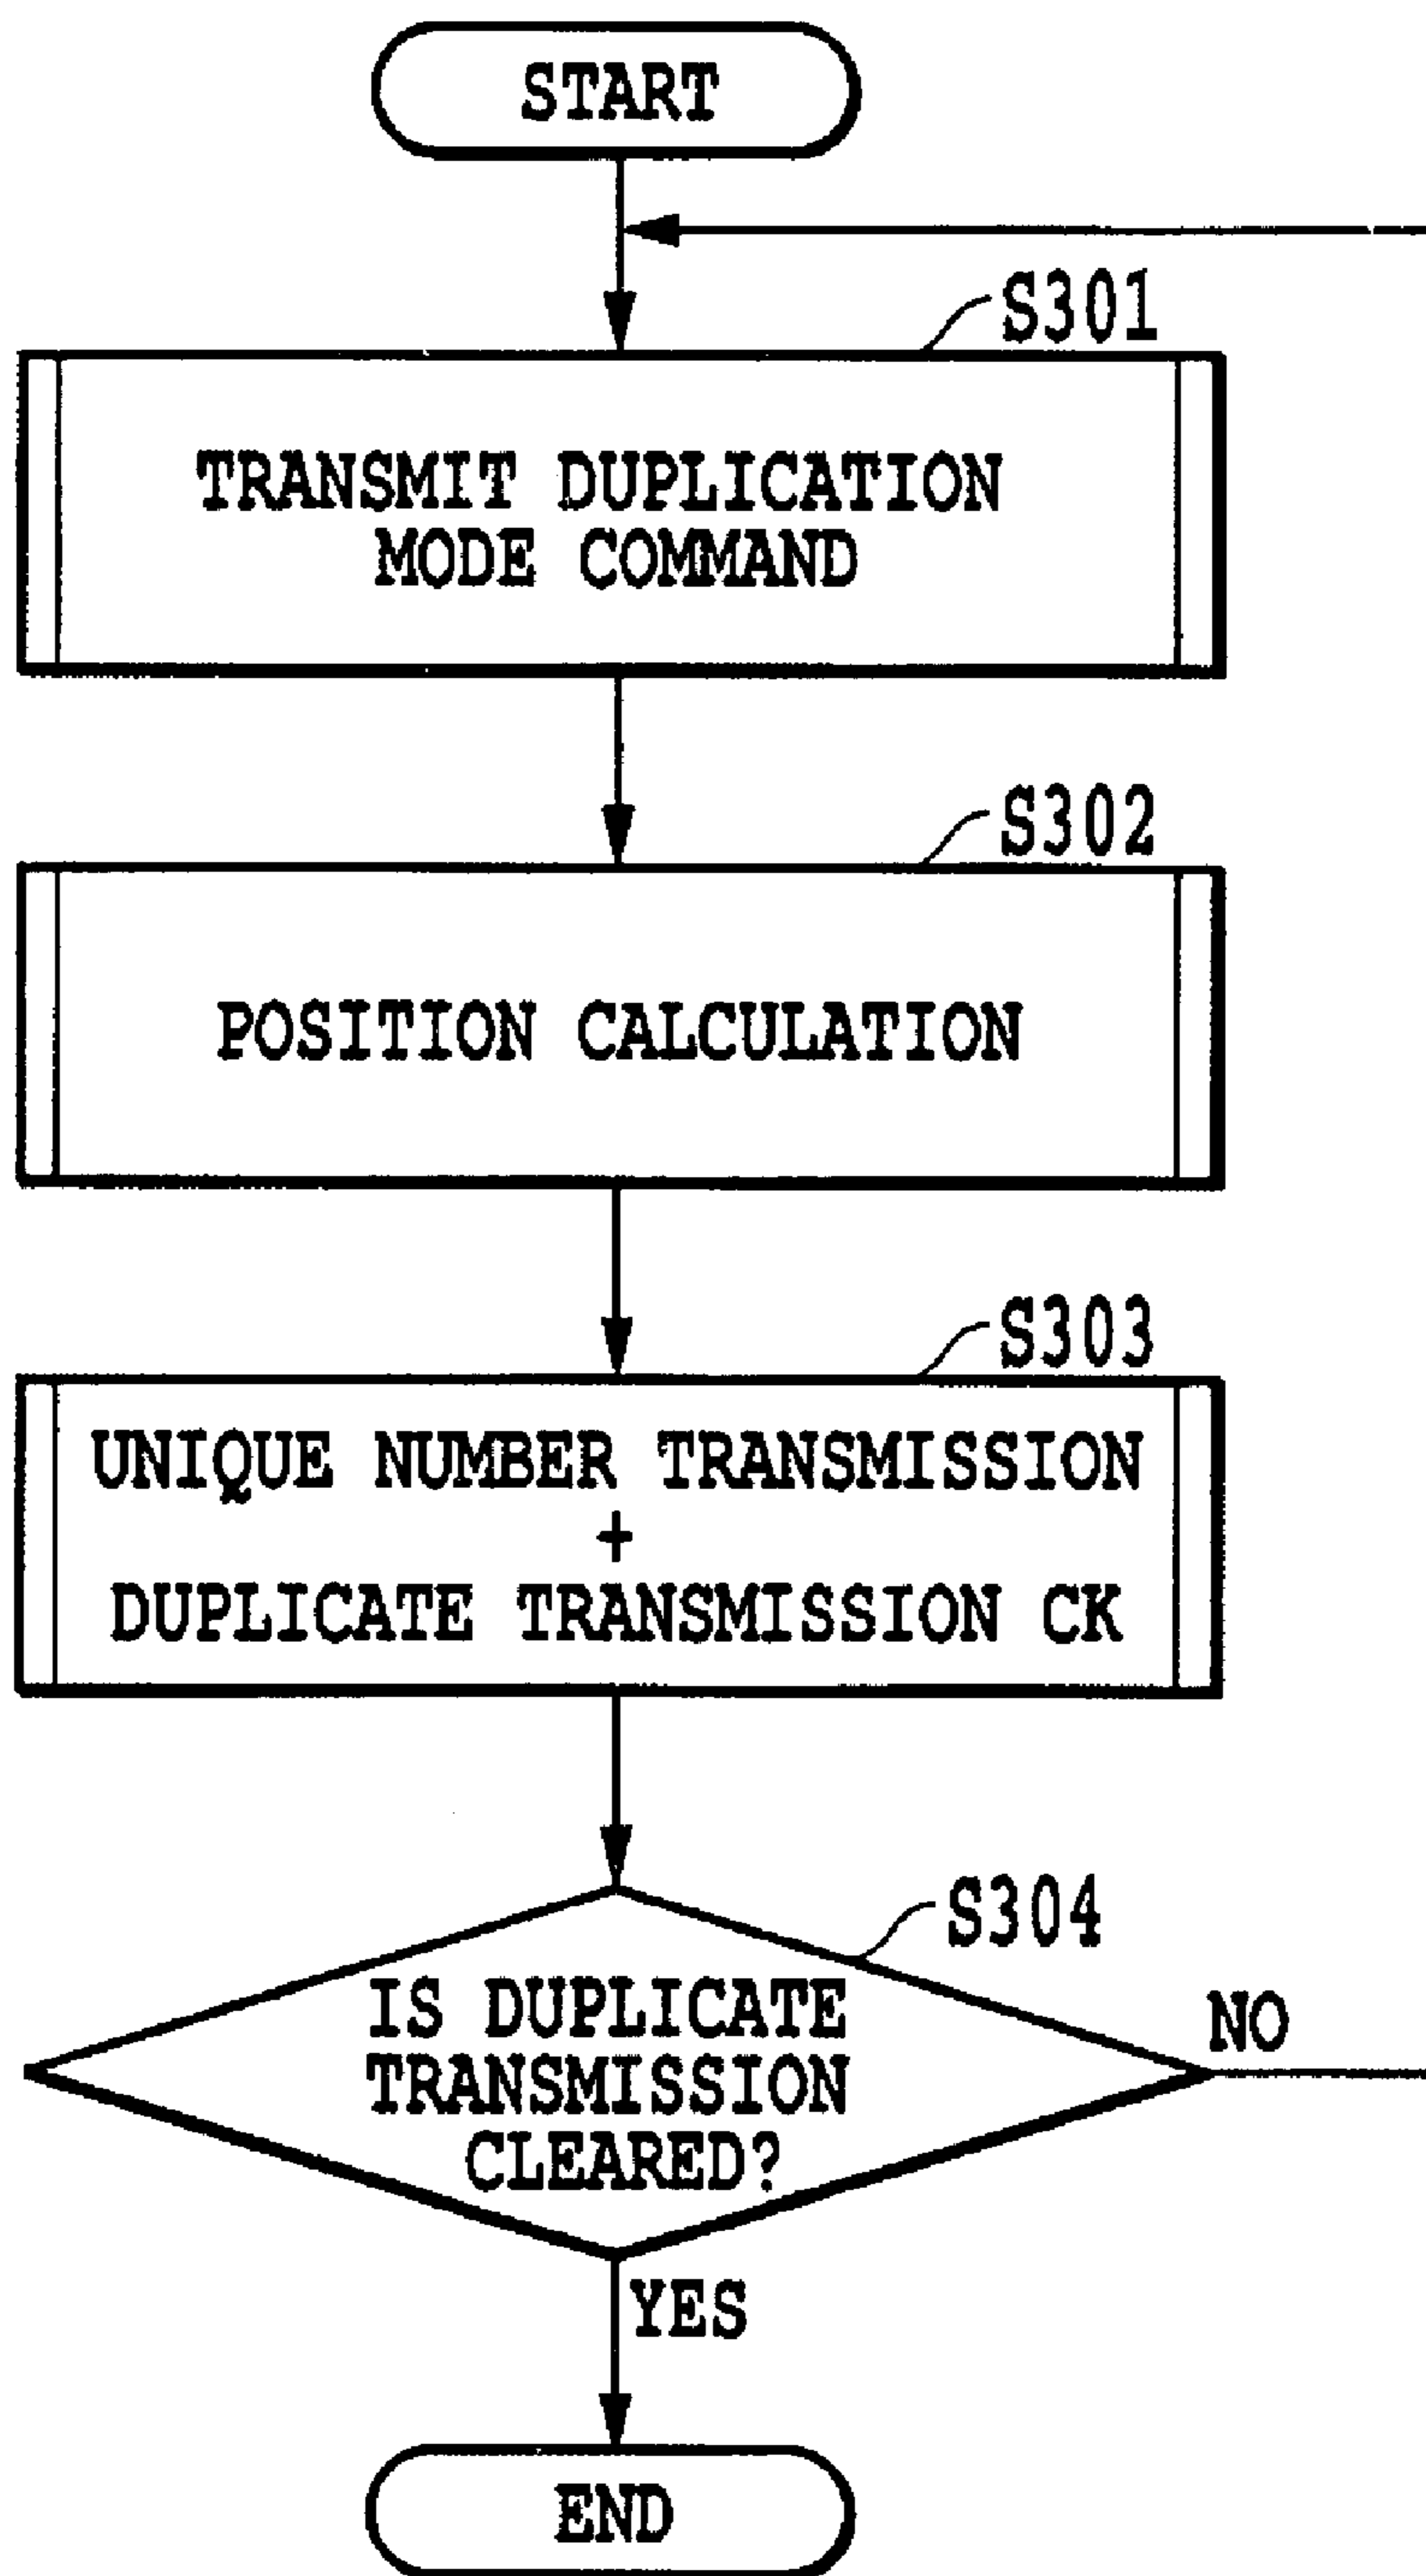 START
S301
TRANSMIT DUPLICATION
MODE COMMAND
S302
POSITION CALCULATION
S303
UNIQUE NUMBER TRANSMISSION
+
DUPLICATE TRANSMISSION CK
S304
IS DUPLICATE
TRANSMISSION
CLEARED?
NO
YES
END